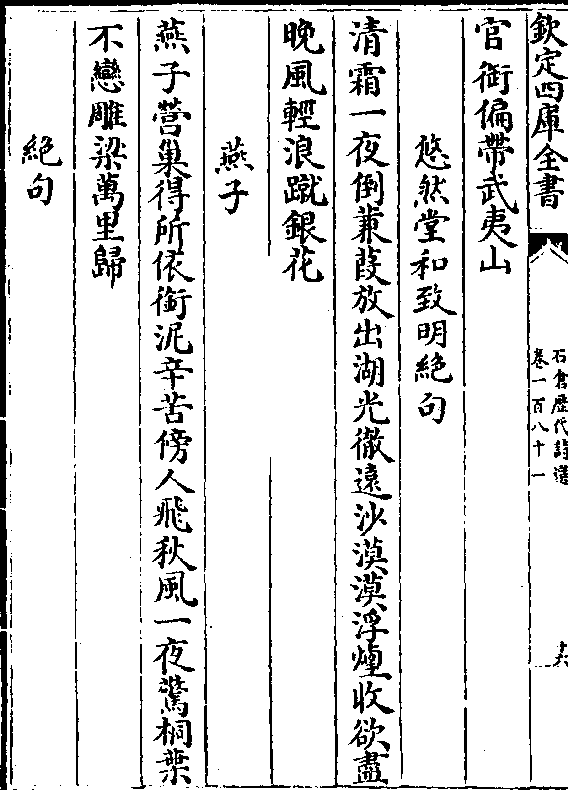 欽定四庫全書
石倉歷代詩選
卷一百八十一
十六
官銜偏帶武夷山
悠然堂和致明絶句
清霜一夜倒蒹葭放出湖光徹遠沙漠漠浮煙收欲盡
晚風輕浪蹴銀花
燕子
燕子營巢得所依銜泥辛苦傍人飛秋風一夜驚桐葉
不戀雕梁萬里歸
絶句